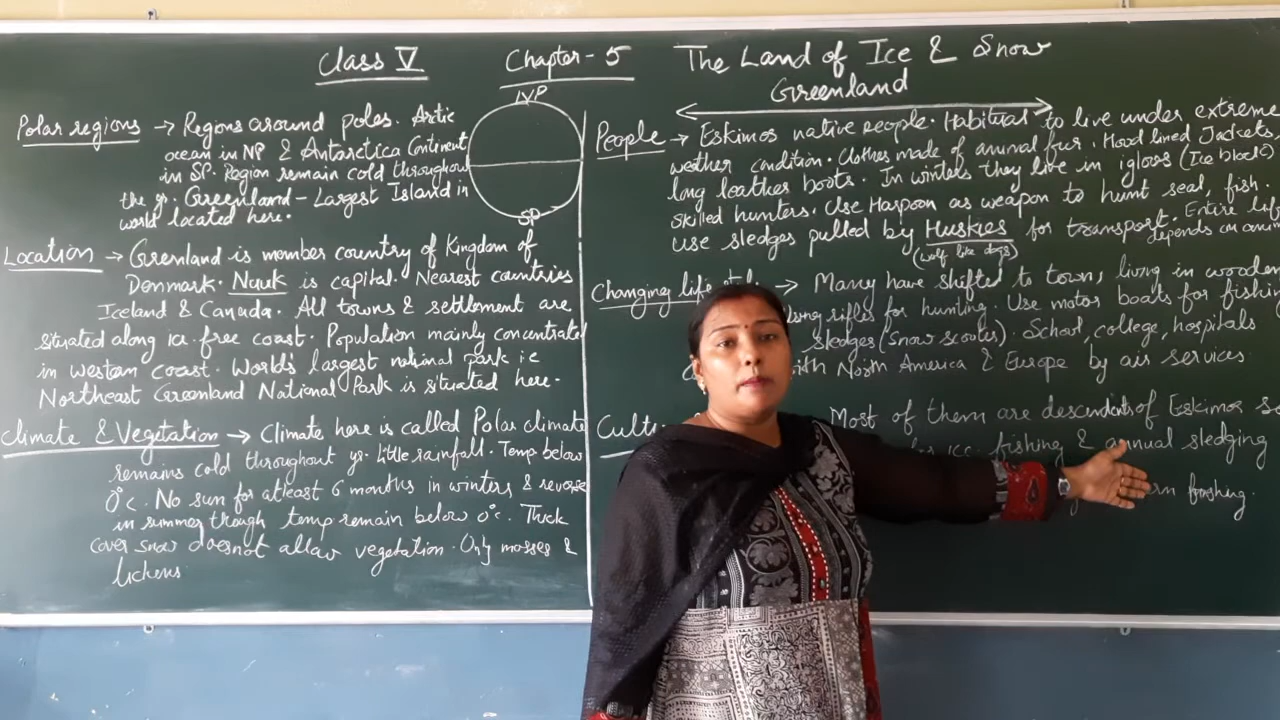 Class V Chapter - 5 The Land of Ice & Snow
Greenland
Polar regions → Regions around poles. Arctic
ocean in NP & Antarctica Continent
in SP. Region remain cold throughout
the yr. Greenland - Largest Island in
world located here.
NP
SP
Location → Greenland is member country of Kingdom of
Denmark. Nuuk is capital. Nearest countries
Iceland & Canada. All towns & settlement are
situated along ice free coast. Population mainly concentrated
in western coast. World's largest national park i.e
Northeast Greenland National Park is situated here.
Climate & Vegetation → Climate here is called Polar climate
remains cold throughout yr. little rainfall. Temp below
0°c. No sun for atleast 6 months in winters & reverse
in summer though temp remain below 0°c. Thick
cover snow doesnot allow vegetation. Only mosses &
lichens
People → Eskimos native people. Habitual to live under extreme
weather condition. Clothes made of animal fur. Hood lined Jackets
long leather boots. In winters they live in igloos (Ice block)
skilled hunters. Use Harpoon as weapon to hunt seal, fish.
use sledges pulled by Huskies for transport. Entire life
(wolf like dogs) depends on
Changing life → Many have shifted to town, living in wooden
rifles for hunting. Use motor boats for fishing
sledges (Snow scooter). School, college, hospitals
with North America & Europe by air services.
Most of them are descendents of Eskimos
ice fishing & annual sledging
fishing.